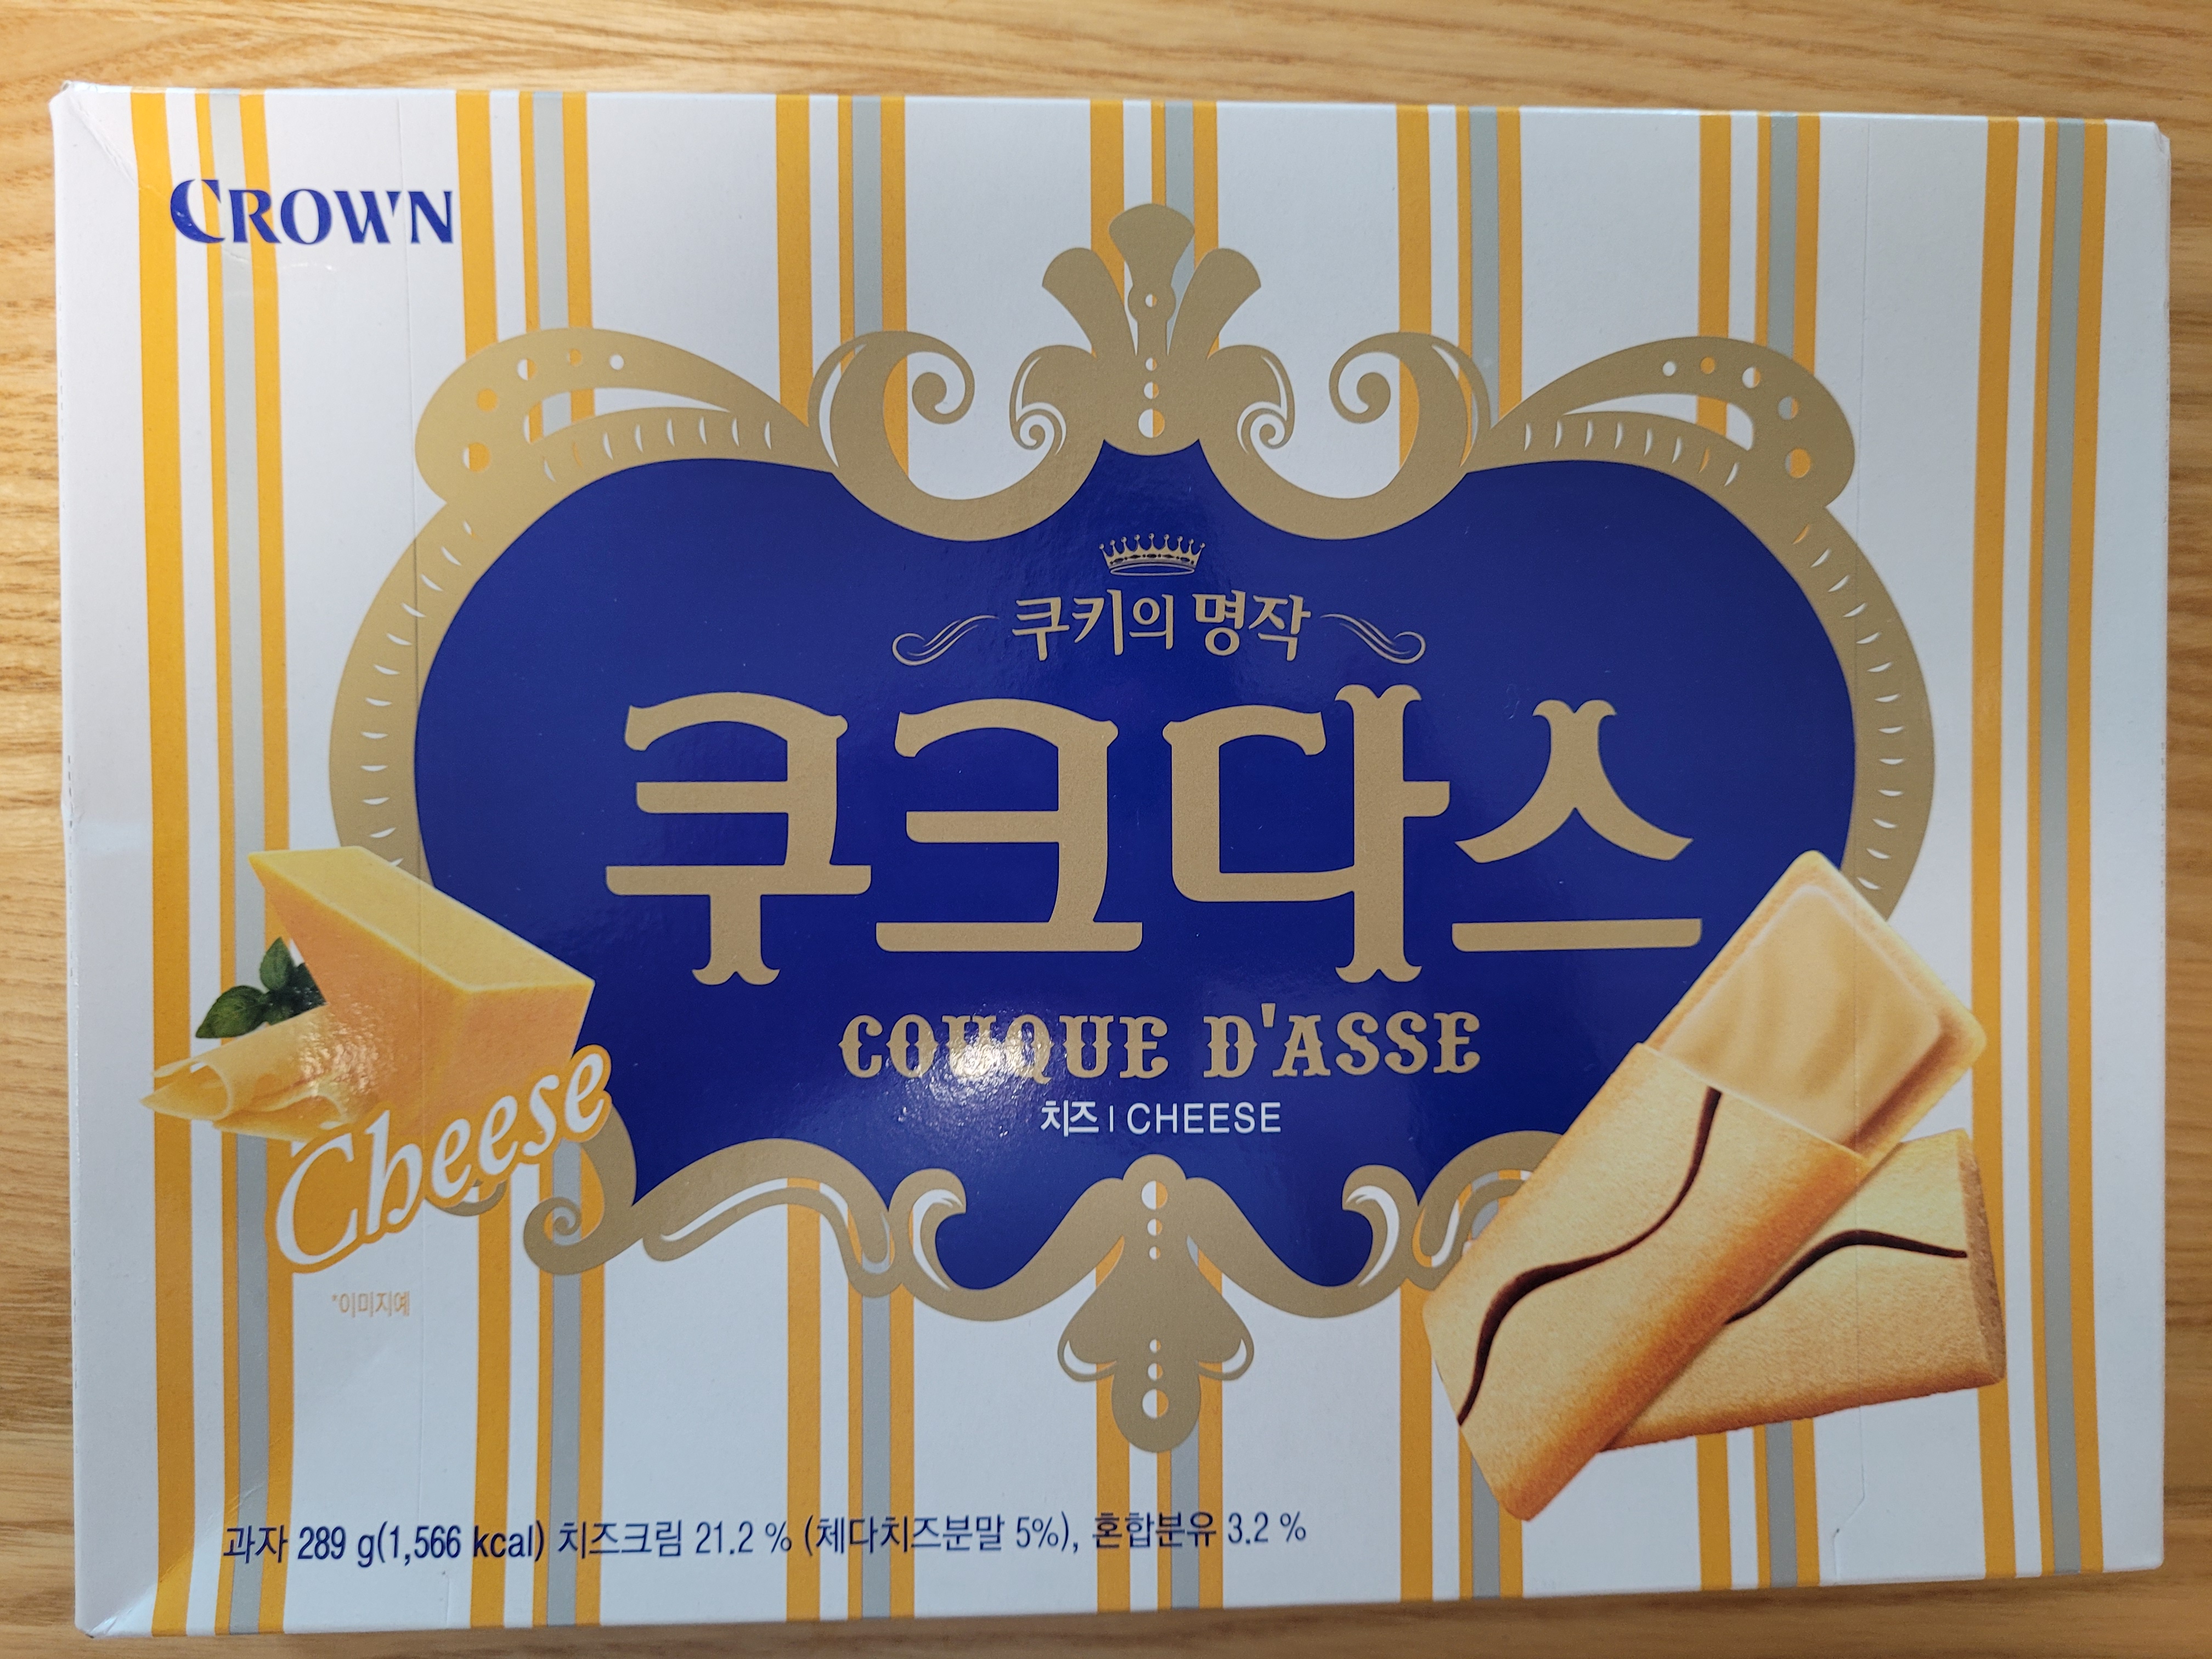 CROWN
쿠키의 명작
쿠크다스
COUQUE D'ASSE
치즈 | CHEESE
Cheese
*이미지예
과자 289 g(1,566 kcal) 치즈크림 21.2 % (체다치즈분말 5%), 혼합분유 3.2 %